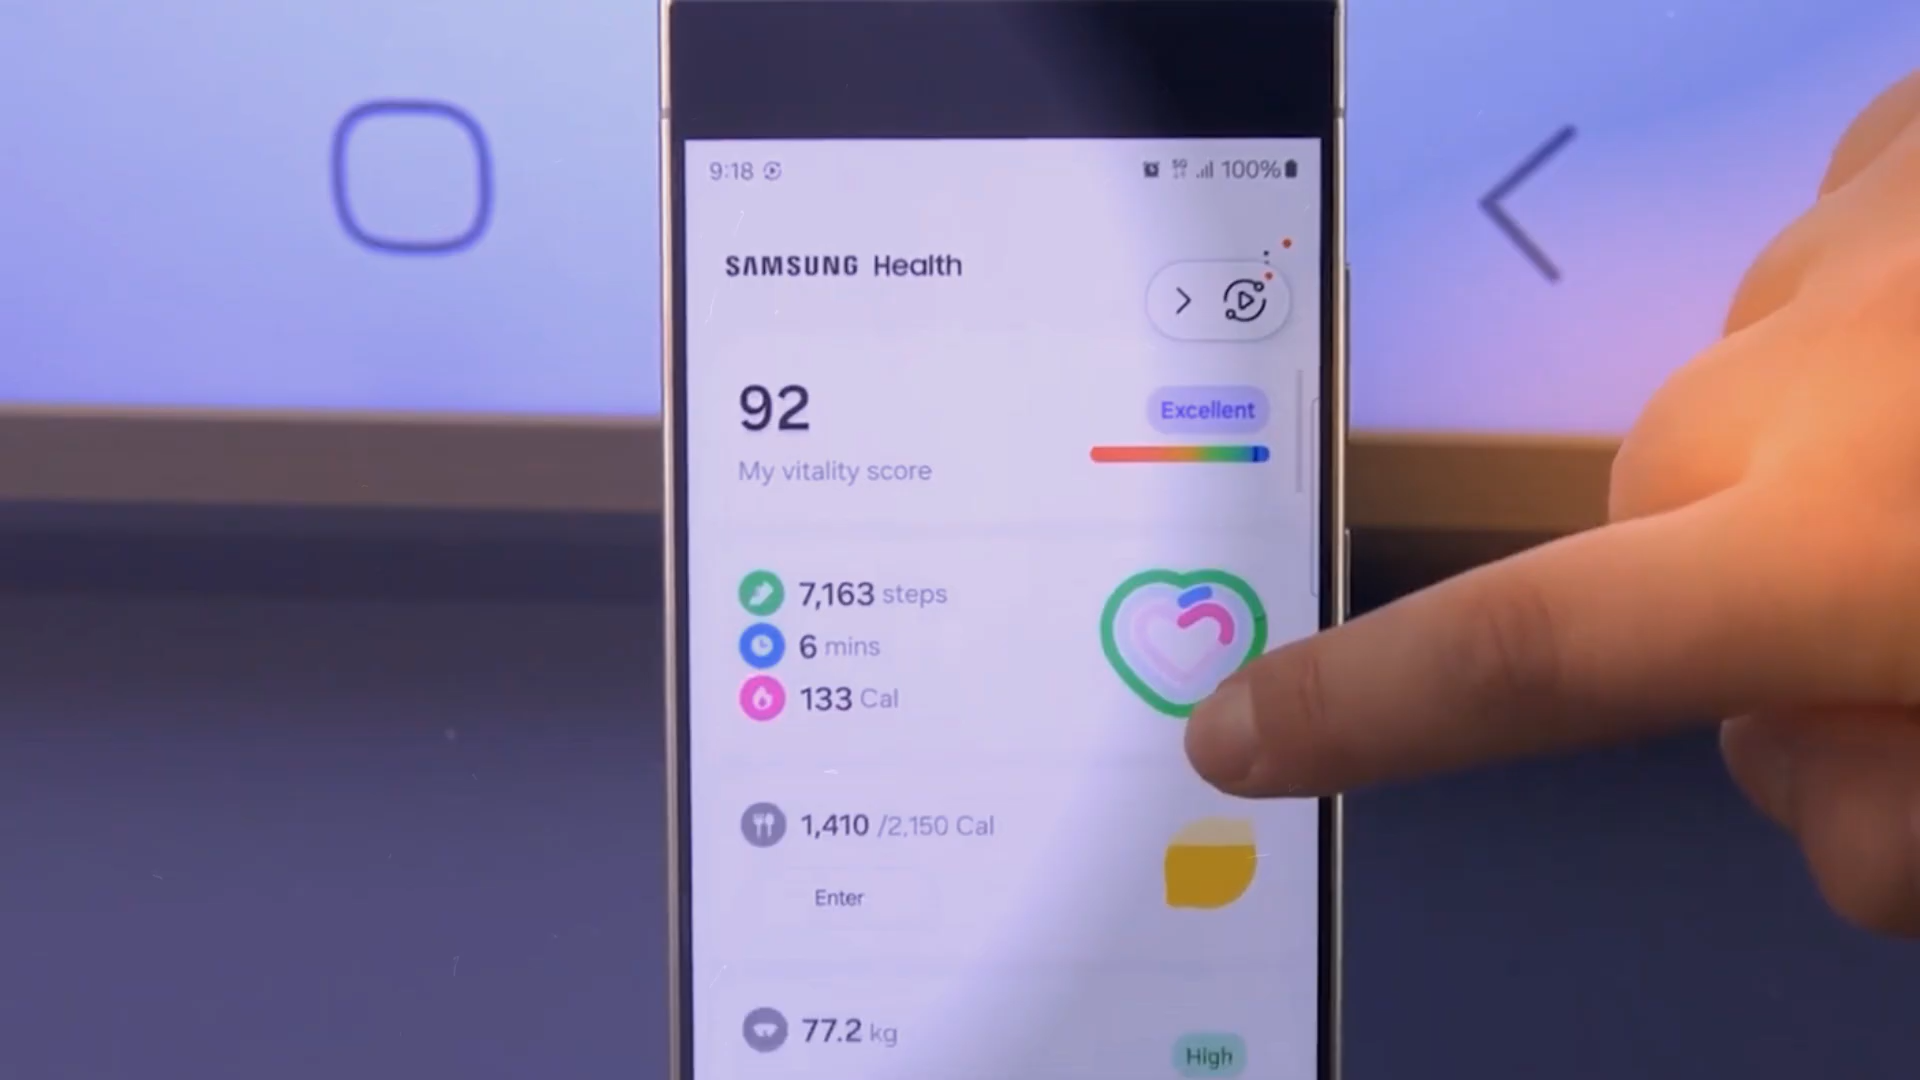 9:18 5G 100%
SAMSUNG Health
92 Excellent
My vitality score
7,163 steps
6 mins
133 Cal
1,410 /2,150 Cal
Enter
77.2 kg
High